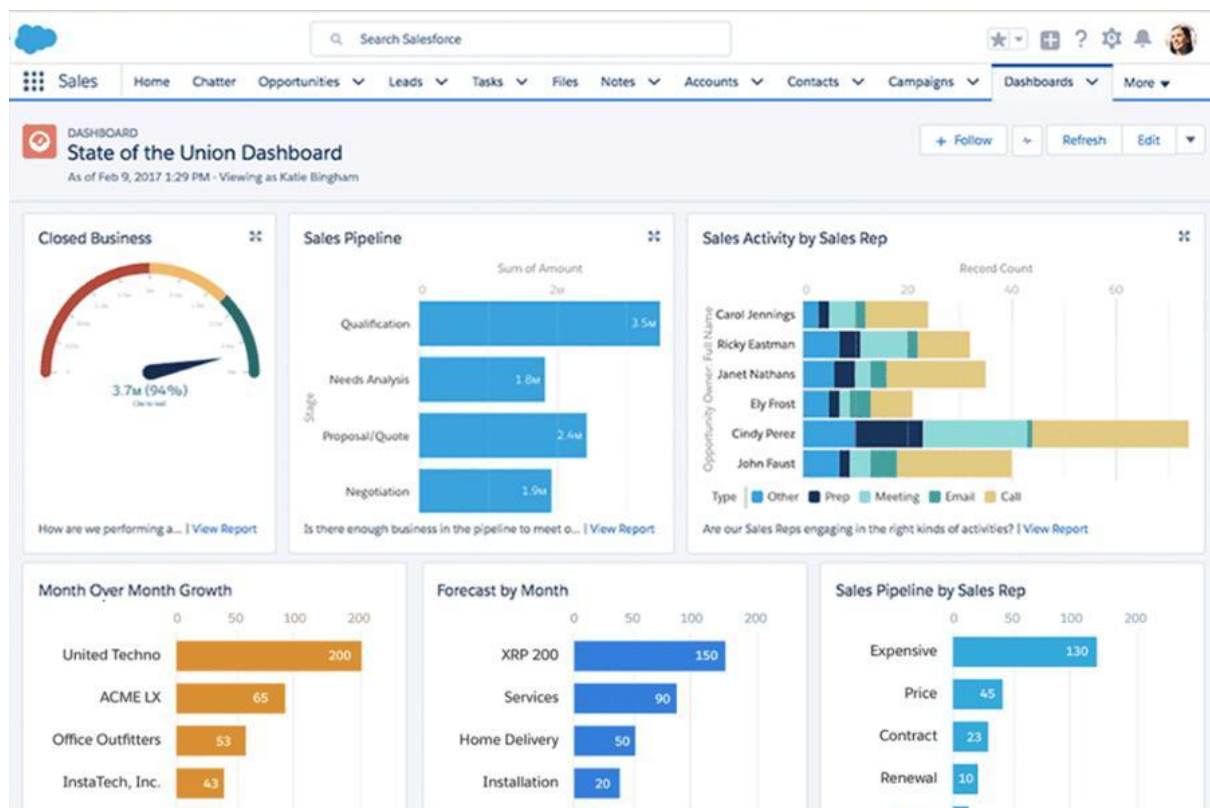 Search Salesforce
Sales Home Chatter Opportunities Leads Tasks Files Notes Accounts Contacts Campaigns Dashboards More
DASHBOARD
State of the Union Dashboard
As of Feb 9, 2017 1:29 PM - Viewing as Katie Bingham
+ Follow Refresh Edit
Closed Business
3.7M (94%)
How are we performing a... | View Report
Sales Pipeline
Sum of Amount
0 2M
Stage
Qualification 3.5M
Needs Analysis 1.8M
Proposal/Quote 2.4M
Negotiation 1.9M
Is there enough business in the pipeline to meet o... | View Report
Sales Activity by Sales Rep
Record Count
0 20 40 60
Opportunity Owner: Full Name
Carol Jennings
Ricky Eastman
Janet Nathans
Ely Frost
Cindy Perez
John Faust
Type Other Prep Meeting Email Call
Are our Sales Reps engaging in the right kinds of activities? | View Report
Month Over Month Growth
0 50 100 200
United Techno 200
ACME LX 65
Office Outfitters 53
InstaTech, Inc. 43
Forecast by Month
0 50 100 200
XRP 200 150
Services 90
Home Delivery 50
Installation 20
Sales Pipeline by Sales Rep
0 50 100 200
Expensive 130
Price 45
Contract 23
Renewal 10